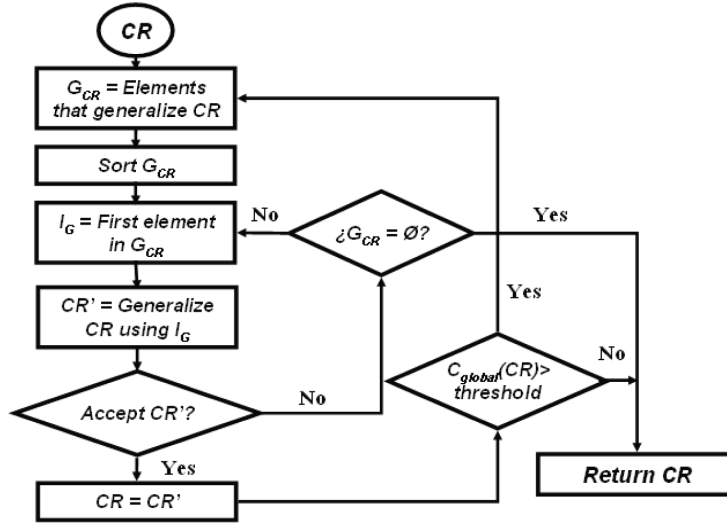 CR
G_CR = Elements
that generalize CR
Sort G_CR
I_G = First element
in G_CR
No
¿G_CR = Ø?
Yes
CR' = Generalize
CR using I_G
Yes
C_global(CR)>
threshold
No
Accept CR'?
No
Yes
CR = CR'
Return CR